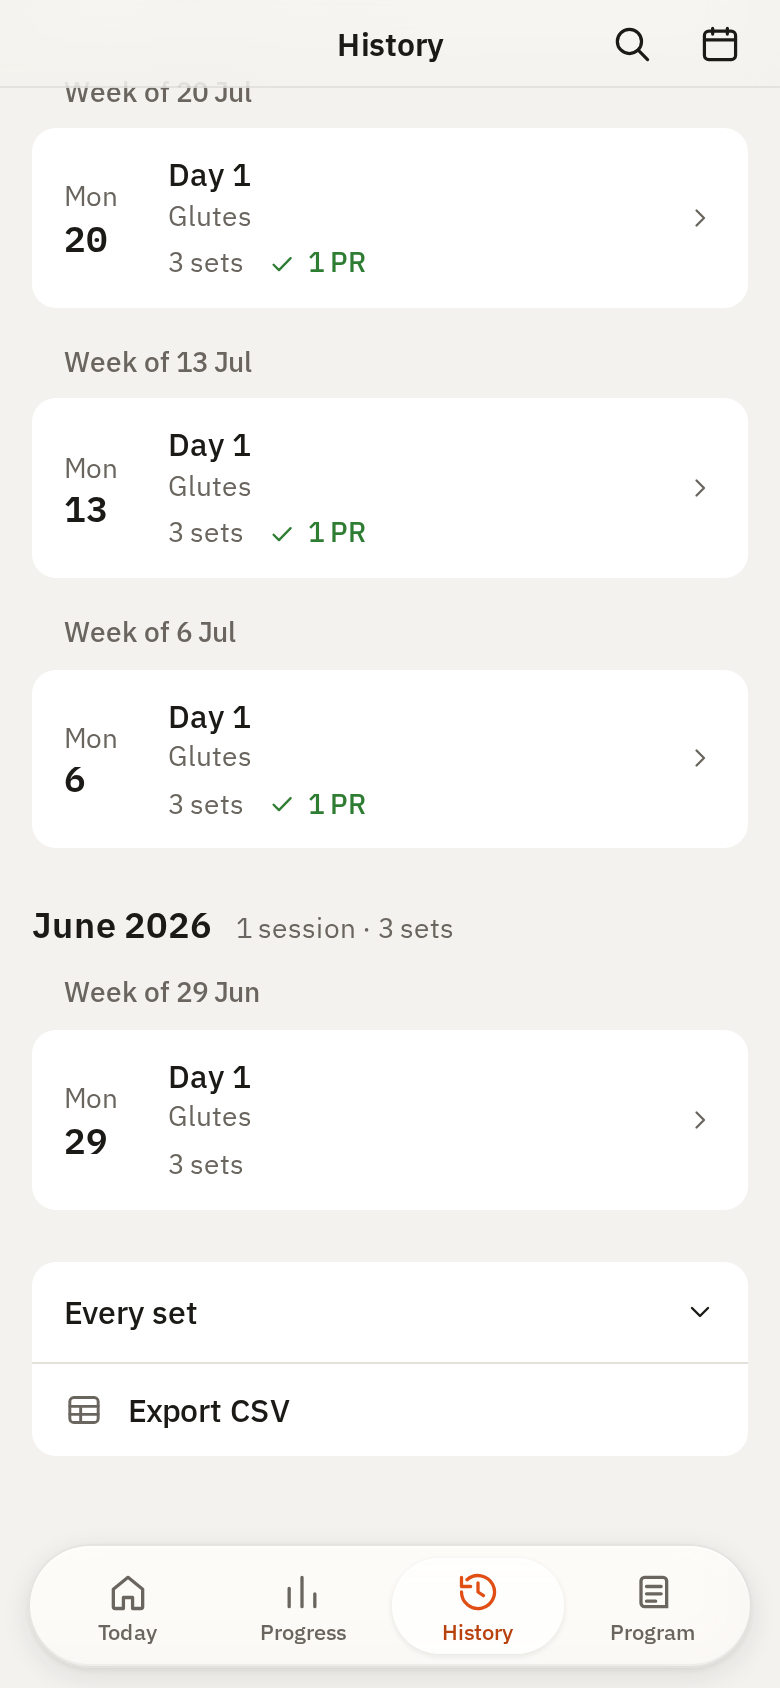 History
Week of 20 Jul
Mon
20
Day 1
Glutes
3 sets
1 PR
Week of 13 Jul
Mon
13
Day 1
Glutes
3 sets
1 PR
Week of 6 Jul
Mon
6
Day 1
Glutes
3 sets
1 PR
June 2026
1 session · 3 sets
Week of 29 Jun
Mon
29
Day 1
Glutes
3 sets
Every set
Export CSV
Today
Progress
History
Program